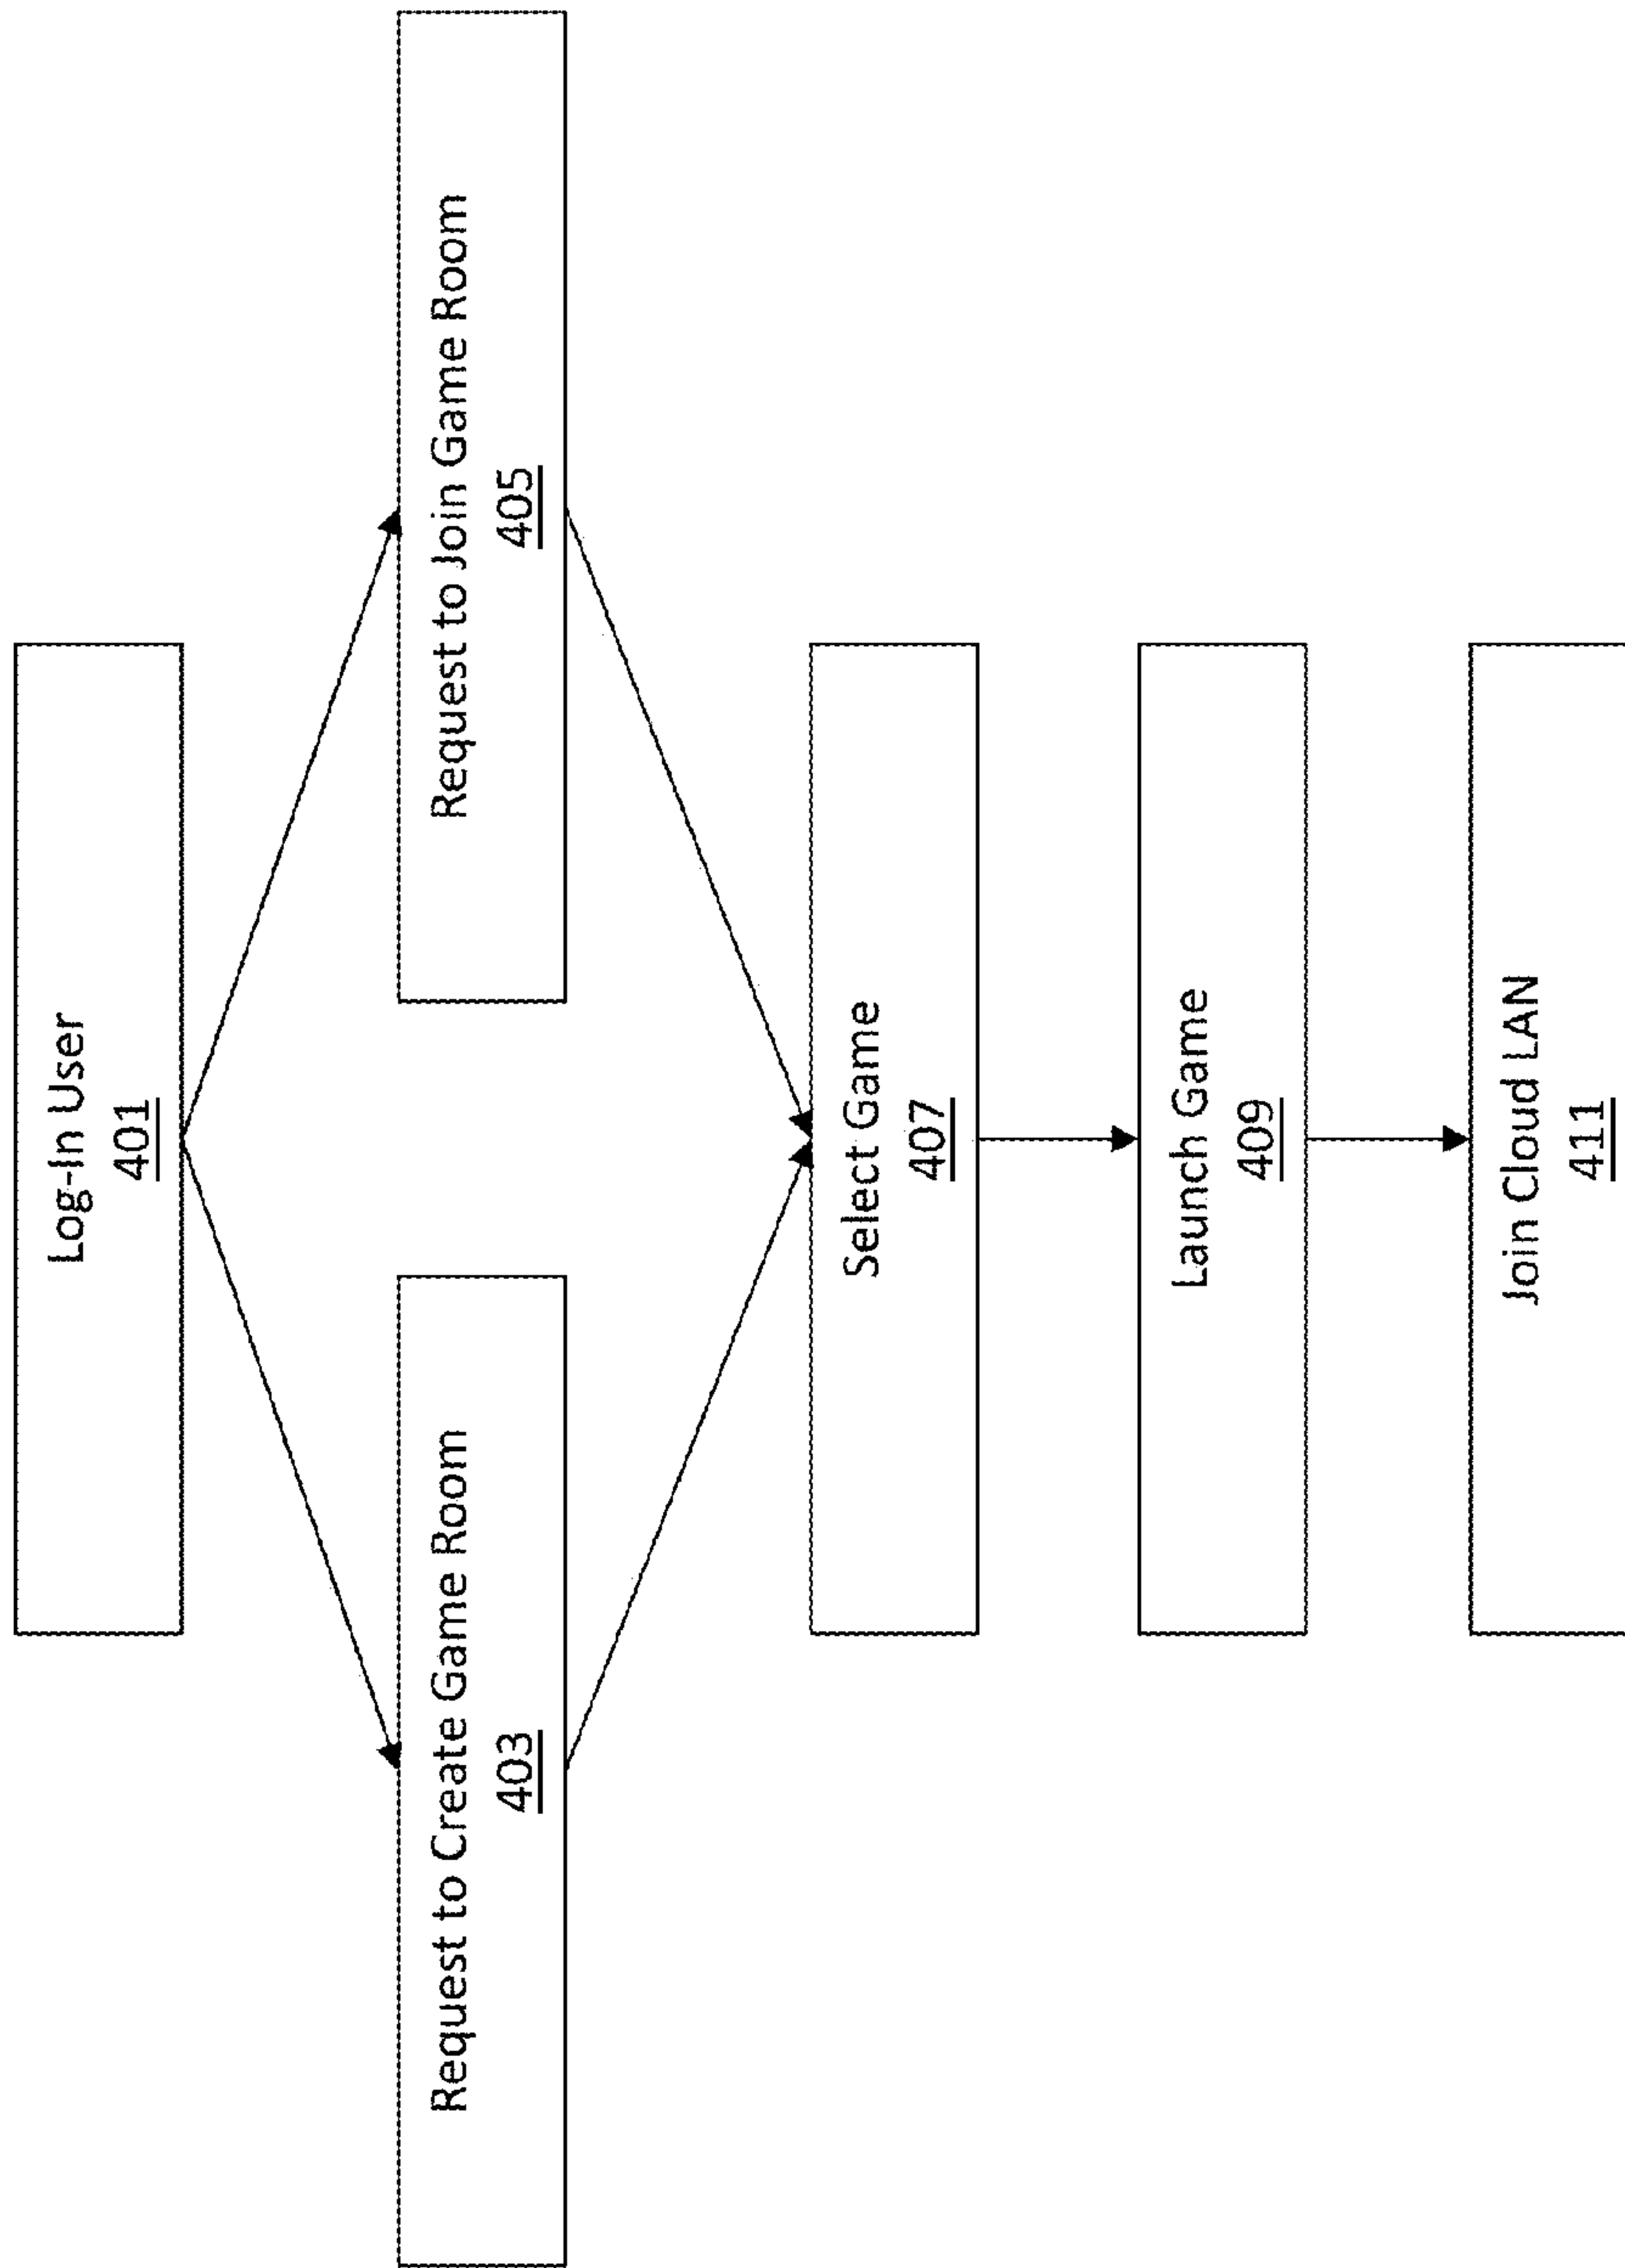 Log-In User
401
Request to Create Game Room
403
Request to Join Game Room
405
Select Game
407
Launch Game
409
Join Cloud LAN
411